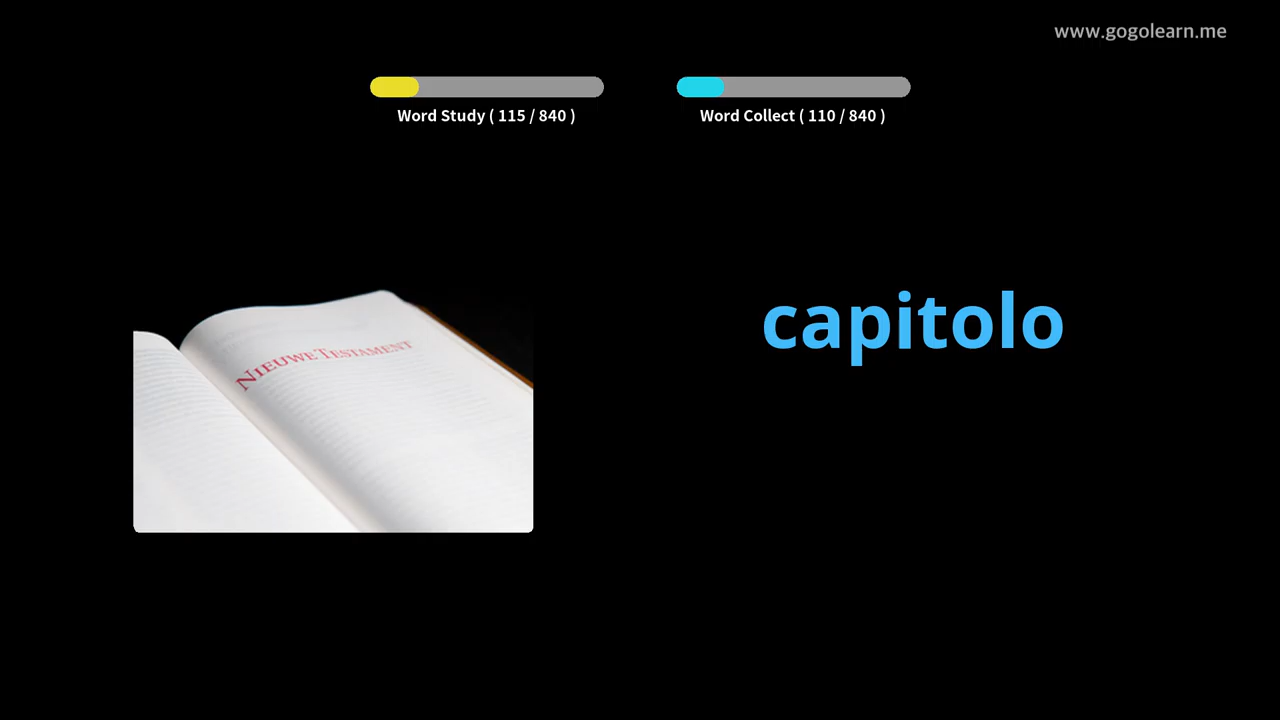 www.gogolearn.me
Word Study ( 115 / 840 )
Word Collect ( 110 / 840 )
capitolo
NIEUWE TESTAMENT